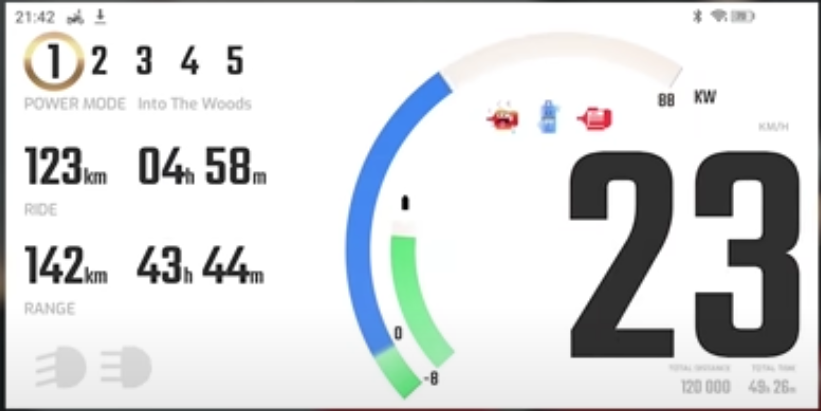 21:42
1 2 3 4 5
POWER MODE Into The Woods
123km 04h 58m
RIDE
142km 43h 44m
RANGE
88 KW
0
-8
KM/H
23
TOTAL DISTANCE TOTAL TIME
120 000 49h 26m